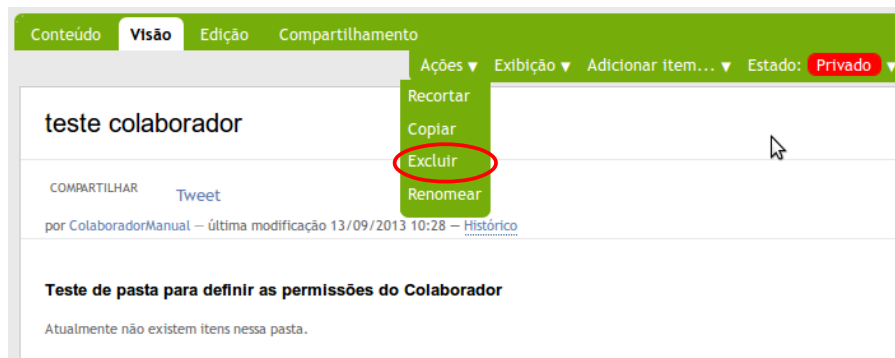 Conteúdo Visão Edição Compartilhamento
Ações ▼ Exibição ▼ Adicionar item... ▼ Estado: Privado ▼
Recortar
Copiar
Excluir
Renomear
teste colaborador
COMPARTILHAR Tweet
por ColaboradorManual — última modificação 13/09/2013 10:28 — Histórico
Teste de pasta para definir as permissões do Colaborador
Atualmente não existem itens nessa pasta.